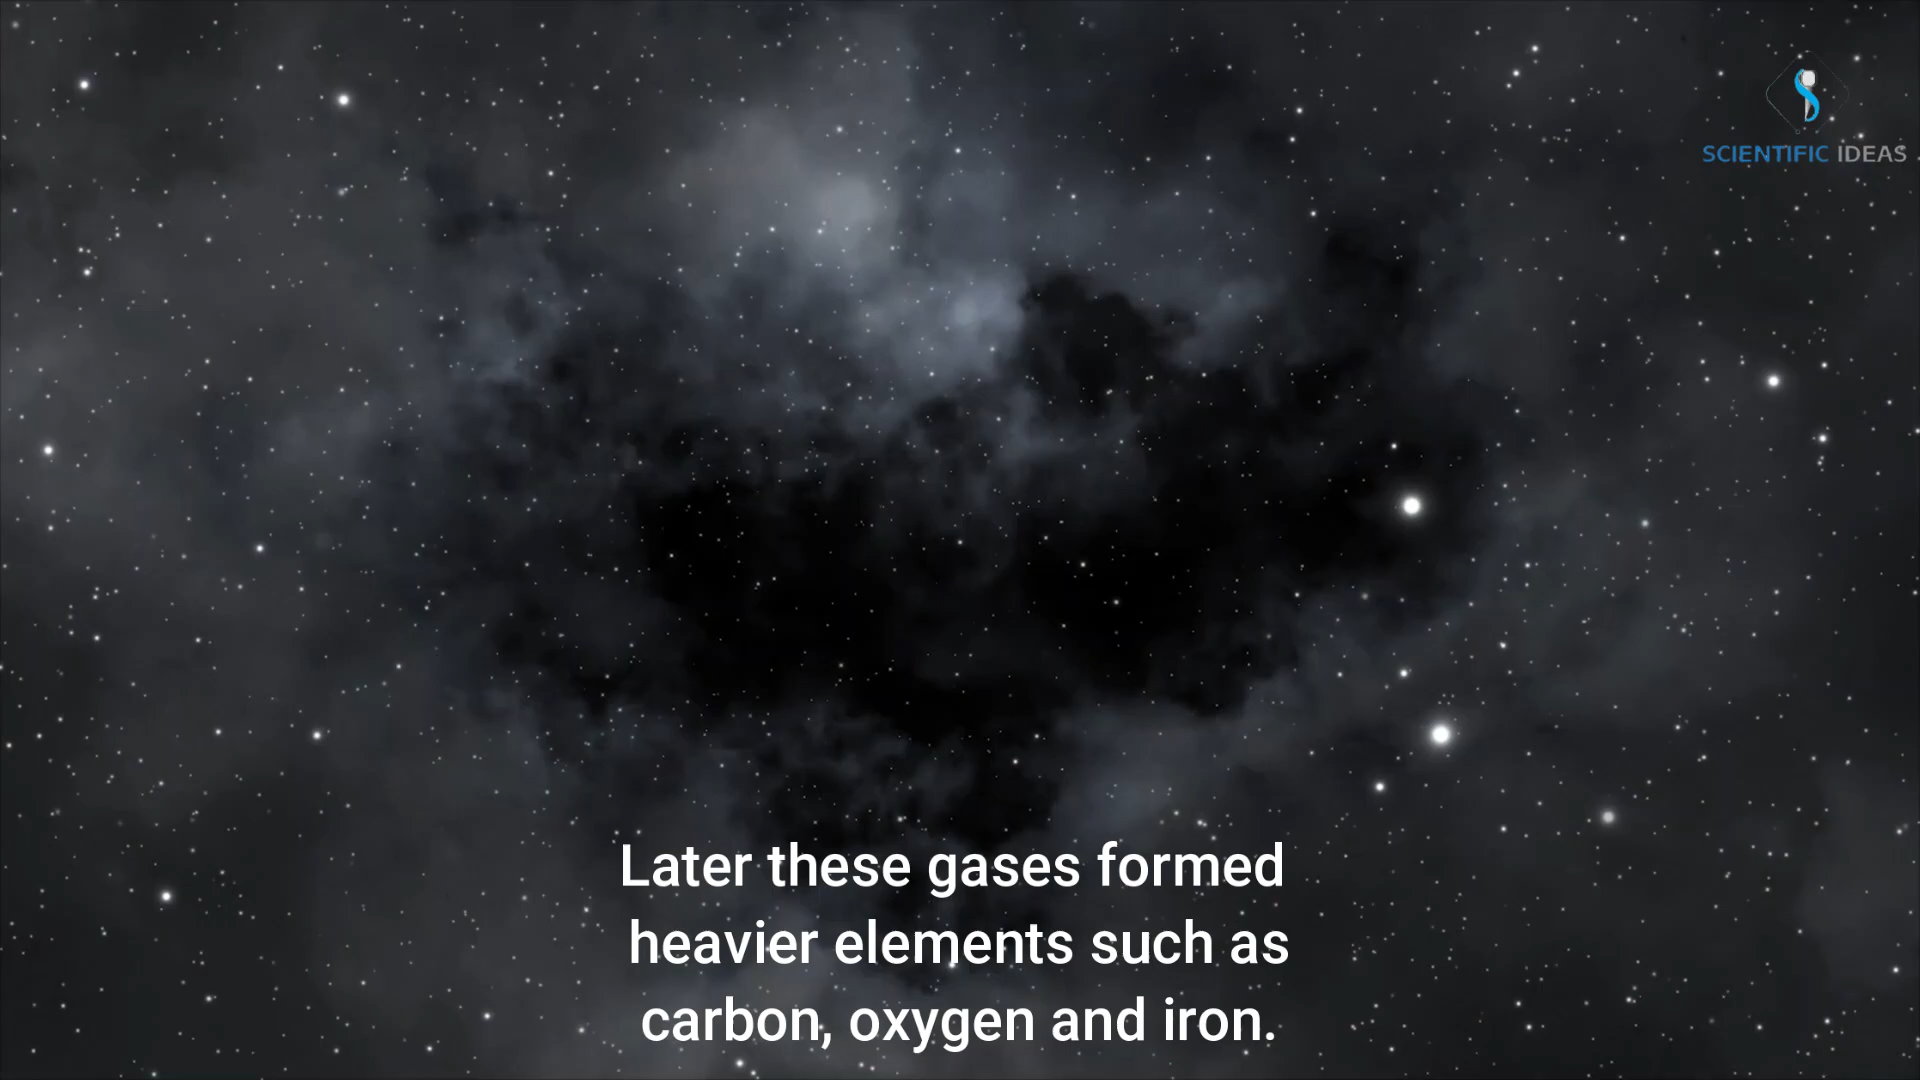 SCIENTIFIC IDEAS
Later these gases formed
heavier elements such as
carbon, oxygen and iron.